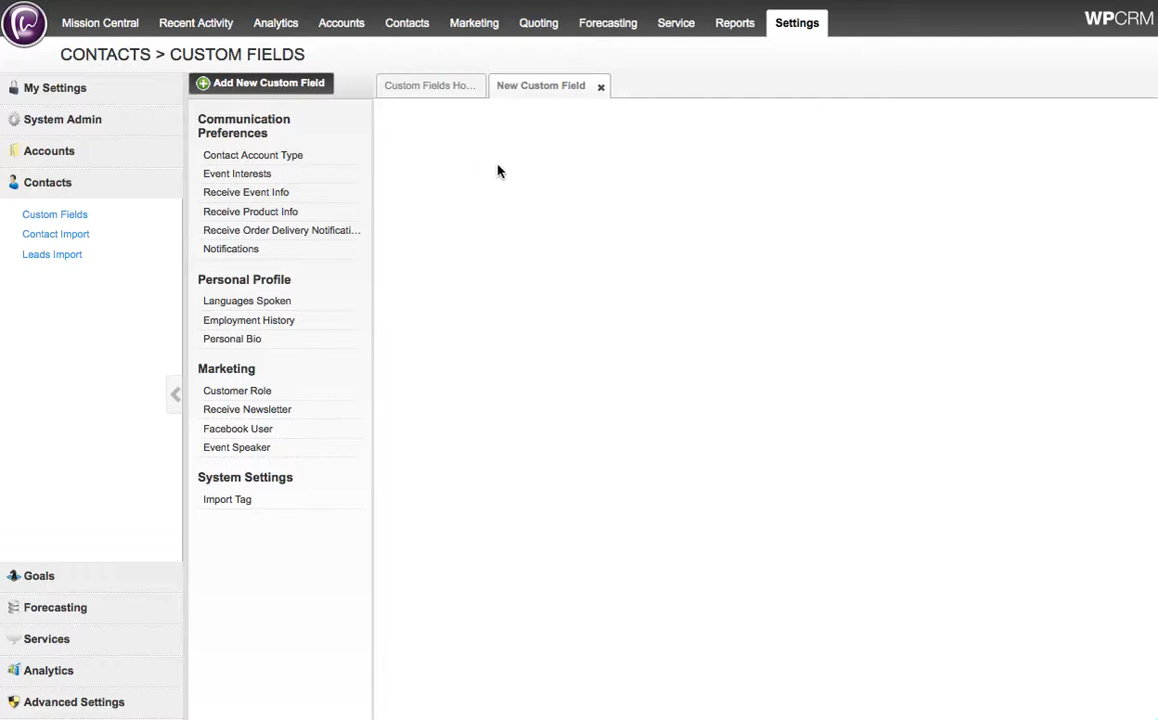 Mission Central Recent Activity Analytics Accounts Contacts Marketing Quoting Forecasting Service Reports Settings WPCRM
CONTACTS > CUSTOM FIELDS
My Settings
System Admin
Accounts
Contacts
Custom Fields
Contact Import
Leads Import
Goals
Forecasting
Services
Analytics
Advanced Settings
Add New Custom Field
Communication
Preferences
Contact Account Type
Event Interests
Receive Event Info
Receive Product Info
Receive Order Delivery Notificati...
Notifications
Personal Profile
Languages Spoken
Employment History
Personal Bio
Marketing
Customer Role
Receive Newsletter
Facebook User
Event Speaker
System Settings
Import Tag
Custom Fields Ho... New Custom Field